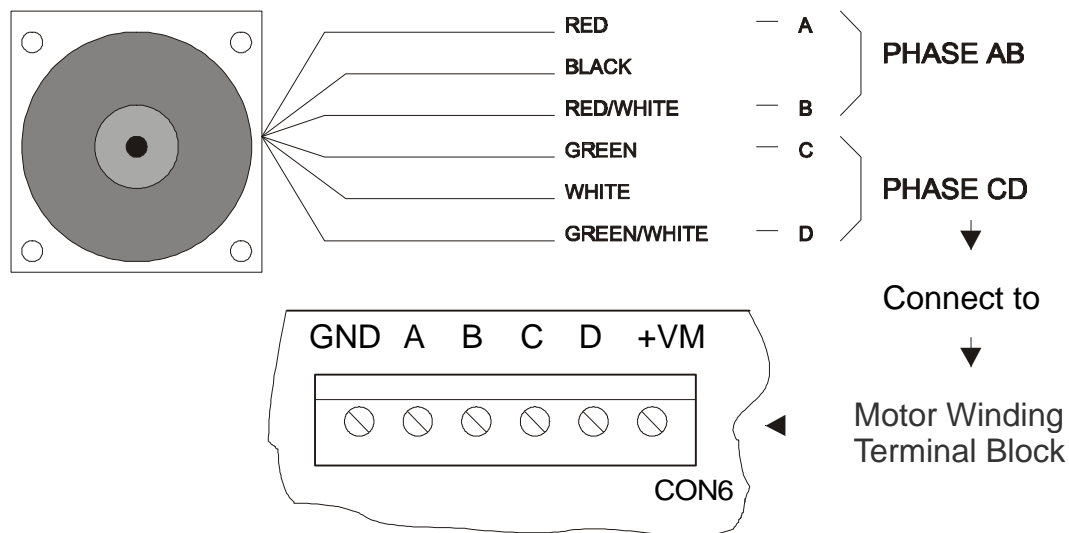 RED — A
BLACK
RED/WHITE — B
GREEN — C
WHITE
GREEN/WHITE — D
PHASE AB
PHASE CD
Connect to
Motor Winding
Terminal Block
GND A B C D +VM
CON6